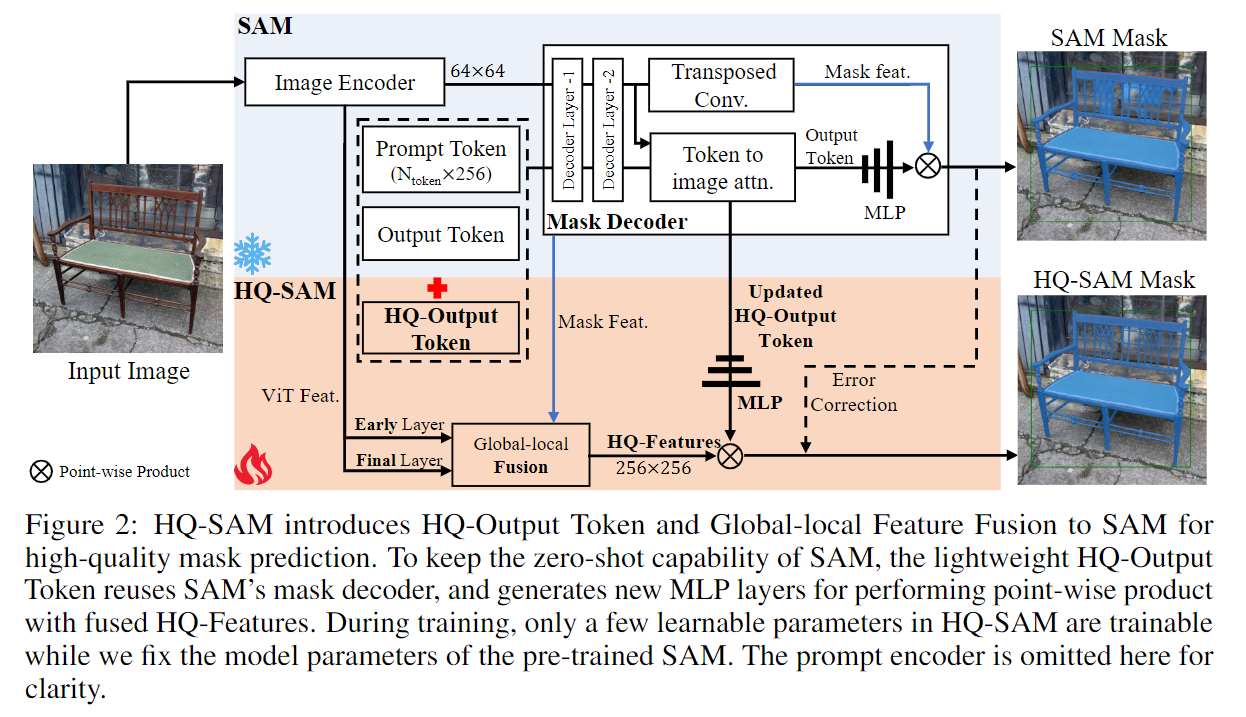 SAM
SAM Mask
Image Encoder
64×64
Decoder Layer -1
Decoder Layer -2
Transposed
Conv.
Mask feat.
Prompt Token
(Ntoken×256)
Token to
image attn.
Output
Token
MLP
Output Token
Mask Decoder
HQ-SAM
HQ-SAM Mask
HQ-Output
Token
Mask Feat.
Updated
HQ-Output
Token
Input Image
ViT Feat.
MLP
Error
Correction
Early Layer
Final Layer
Global-local
Fusion
HQ-Features
256×256
Point-wise Product
Figure 2: HQ-SAM introduces HQ-Output Token and Global-local Feature Fusion to SAM for
high-quality mask prediction. To keep the zero-shot capability of SAM, the lightweight HQ-Output
Token reuses SAM's mask decoder, and generates new MLP layers for performing point-wise product
with fused HQ-Features. During training, only a few learnable parameters in HQ-SAM are trainable
while we fix the model parameters of the pre-trained SAM. The prompt encoder is omitted here for
clarity.